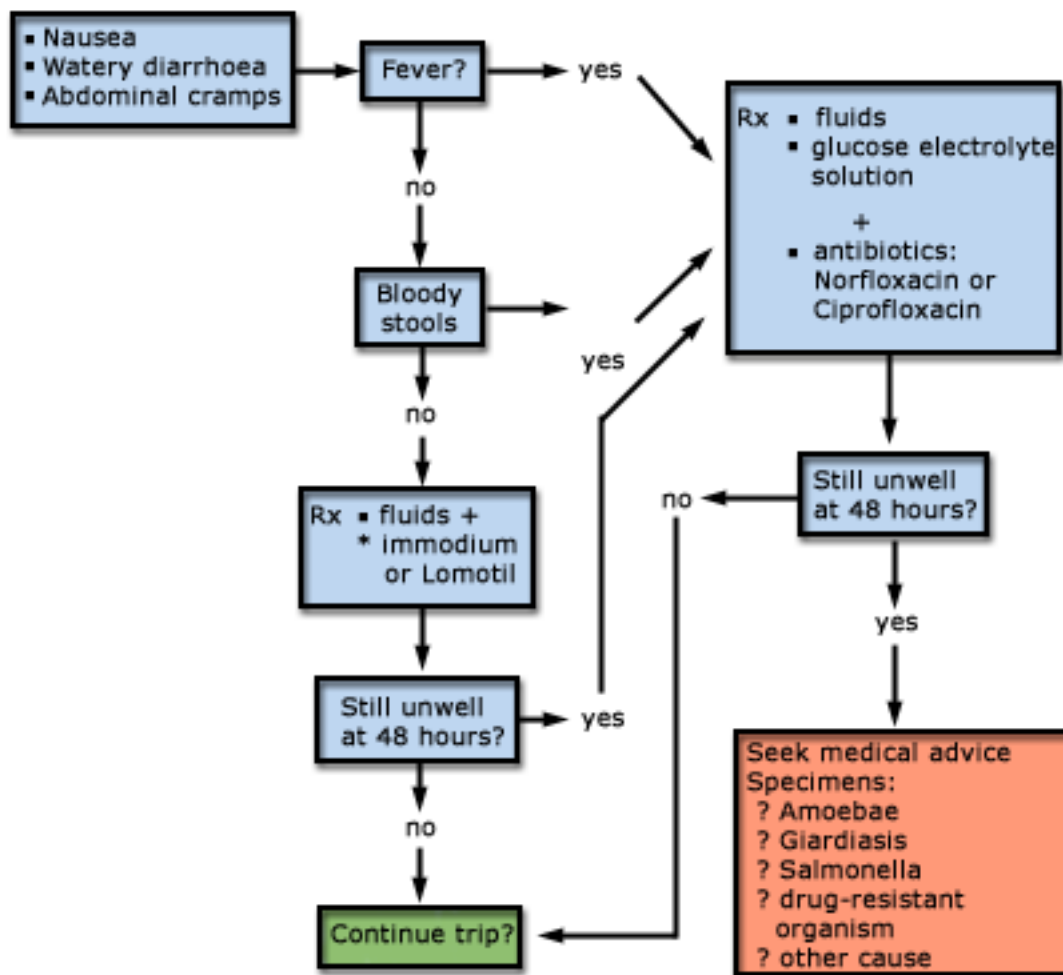 ▪ Nausea
▪ Watery diarrhoea
▪ Abdominal cramps
Fever?
yes
no
Bloody
stools
yes
no
Rx ▪ fluids +
* immodium
or Lomotil
Still unwell
at 48 hours?
yes
no
Continue trip?
Rx ▪ fluids
▪ glucose electrolyte
solution
+
▪ antibiotics:
Norfloxacin or
Ciprofloxacin
Still unwell
at 48 hours?
no
yes
Seek medical advice
Specimens:
? Amoebae
? Giardiasis
? Salmonella
? drug-resistant
organism
? other cause